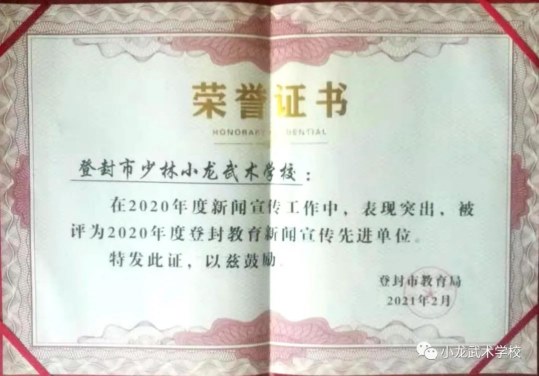 荣誉证书
登封市少林小龙武术学校：
在2020年度新闻宣传工作中，表现突出，被
评为2020年度登封教育新闻宣传先进单位。
特发此证，以兹鼓励
登封市教育局
2021年2月
小龙武术学校